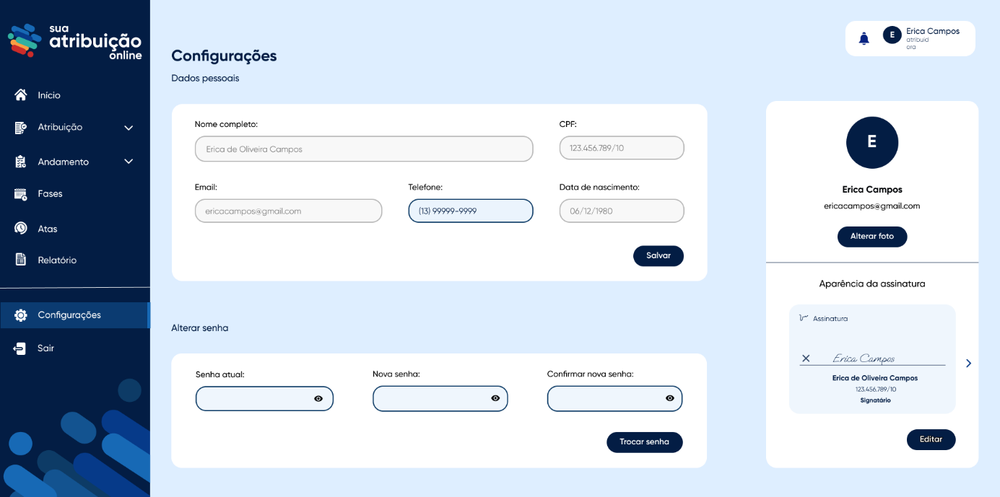 sua
atribuição
online
Início
Atribuição
Andamento
Fases
Atas
Relatório
Configurações
Sair
E
Erica Campos
atribuid
ora
Configurações
Dados pessoais
Nome completo:
Erica de Oliveira Campos
CPF:
123.456.789/10
Email:
ericacampos@gmail.com
Telefone:
(13) 99999-9999
Data de nascimento:
06/12/1980
Salvar
Alterar senha
Senha atual:
Nova senha:
Confirmar nova senha:
Trocar senha
E
Erica Campos
ericacampos@gmail.com
Alterar foto
Aparência da assinatura
Assinatura
Erica Campos
Erica de Oliveira Campos
123.456.789/10
Signatário
Editar